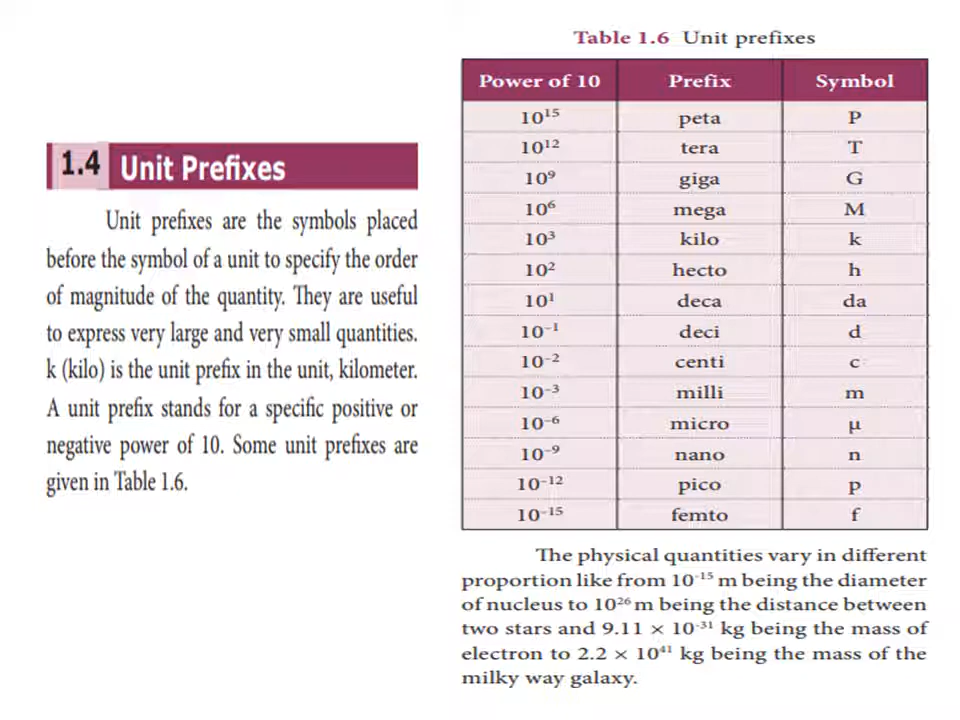 1.4 Unit Prefixes
Unit prefixes are the symbols placed
before the symbol of a unit to specify the order
of magnitude of the quantity. They are useful
to express very large and very small quantities.
k (kilo) is the unit prefix in the unit, kilometer.
A unit prefix stands for a specific positive or
negative power of 10. Some unit prefixes are
given in Table 1.6.
Table 1.6 Unit prefixes
Power of 10 Prefix Symbol
10¹⁵ peta P
10¹² tera T
10⁹ giga G
10⁶ mega M
10³ kilo k
10² hecto h
10¹ deca da
10⁻¹ deci d
10⁻² centi c
10⁻³ milli m
10⁻⁶ micro µ
10⁻⁹ nano n
10⁻¹² pico p
10⁻¹⁵ femto f
The physical quantities vary in different
proportion like from 10⁻¹⁵ m being the diameter
of nucleus to 10²⁶ m being the distance between
two stars and 9.11 × 10⁻³¹ kg being the mass of
electron to 2.2 × 10⁴¹ kg being the mass of the
milky way galaxy.